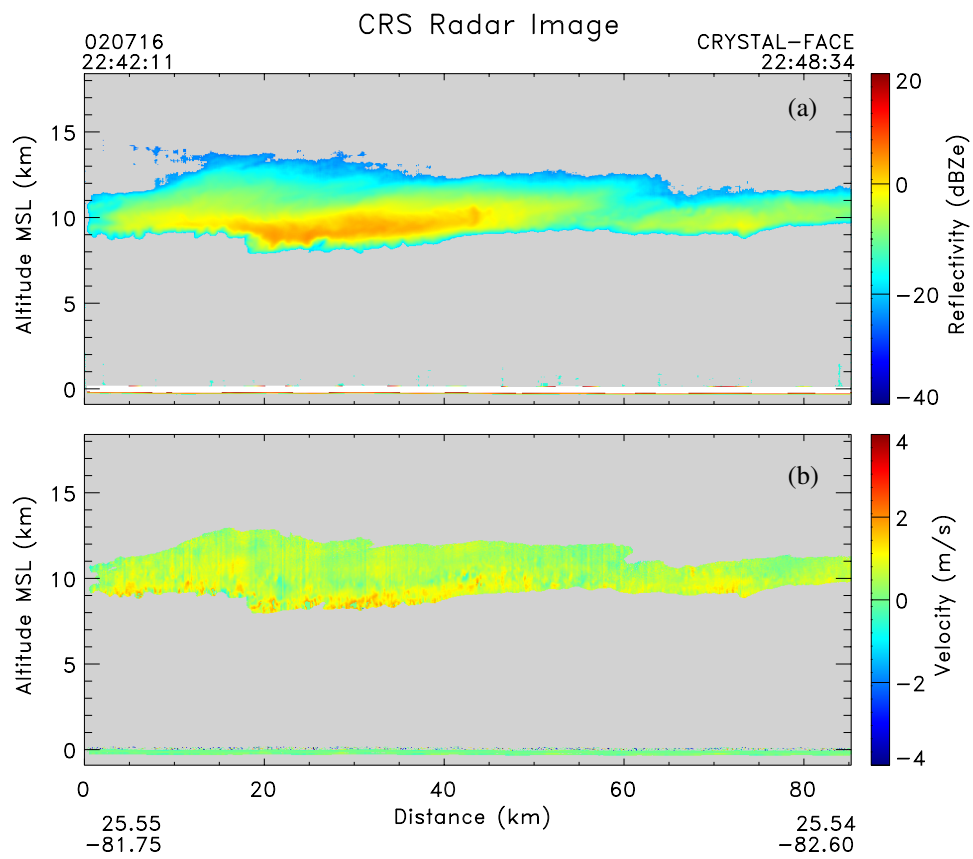 CRS Radar Image
020716
22:42:11
CRYSTAL-FACE
22:48:34
(a)
Altitude MSL (km)
15
10
5
0
20
0
-20
-40
Reflectivity (dBZe)
(b)
Altitude MSL (km)
15
10
5
0
4
2
0
-2
-4
Velocity (m/s)
0 20 40 60 80
Distance (km)
25.55
-81.75
25.54
-82.60